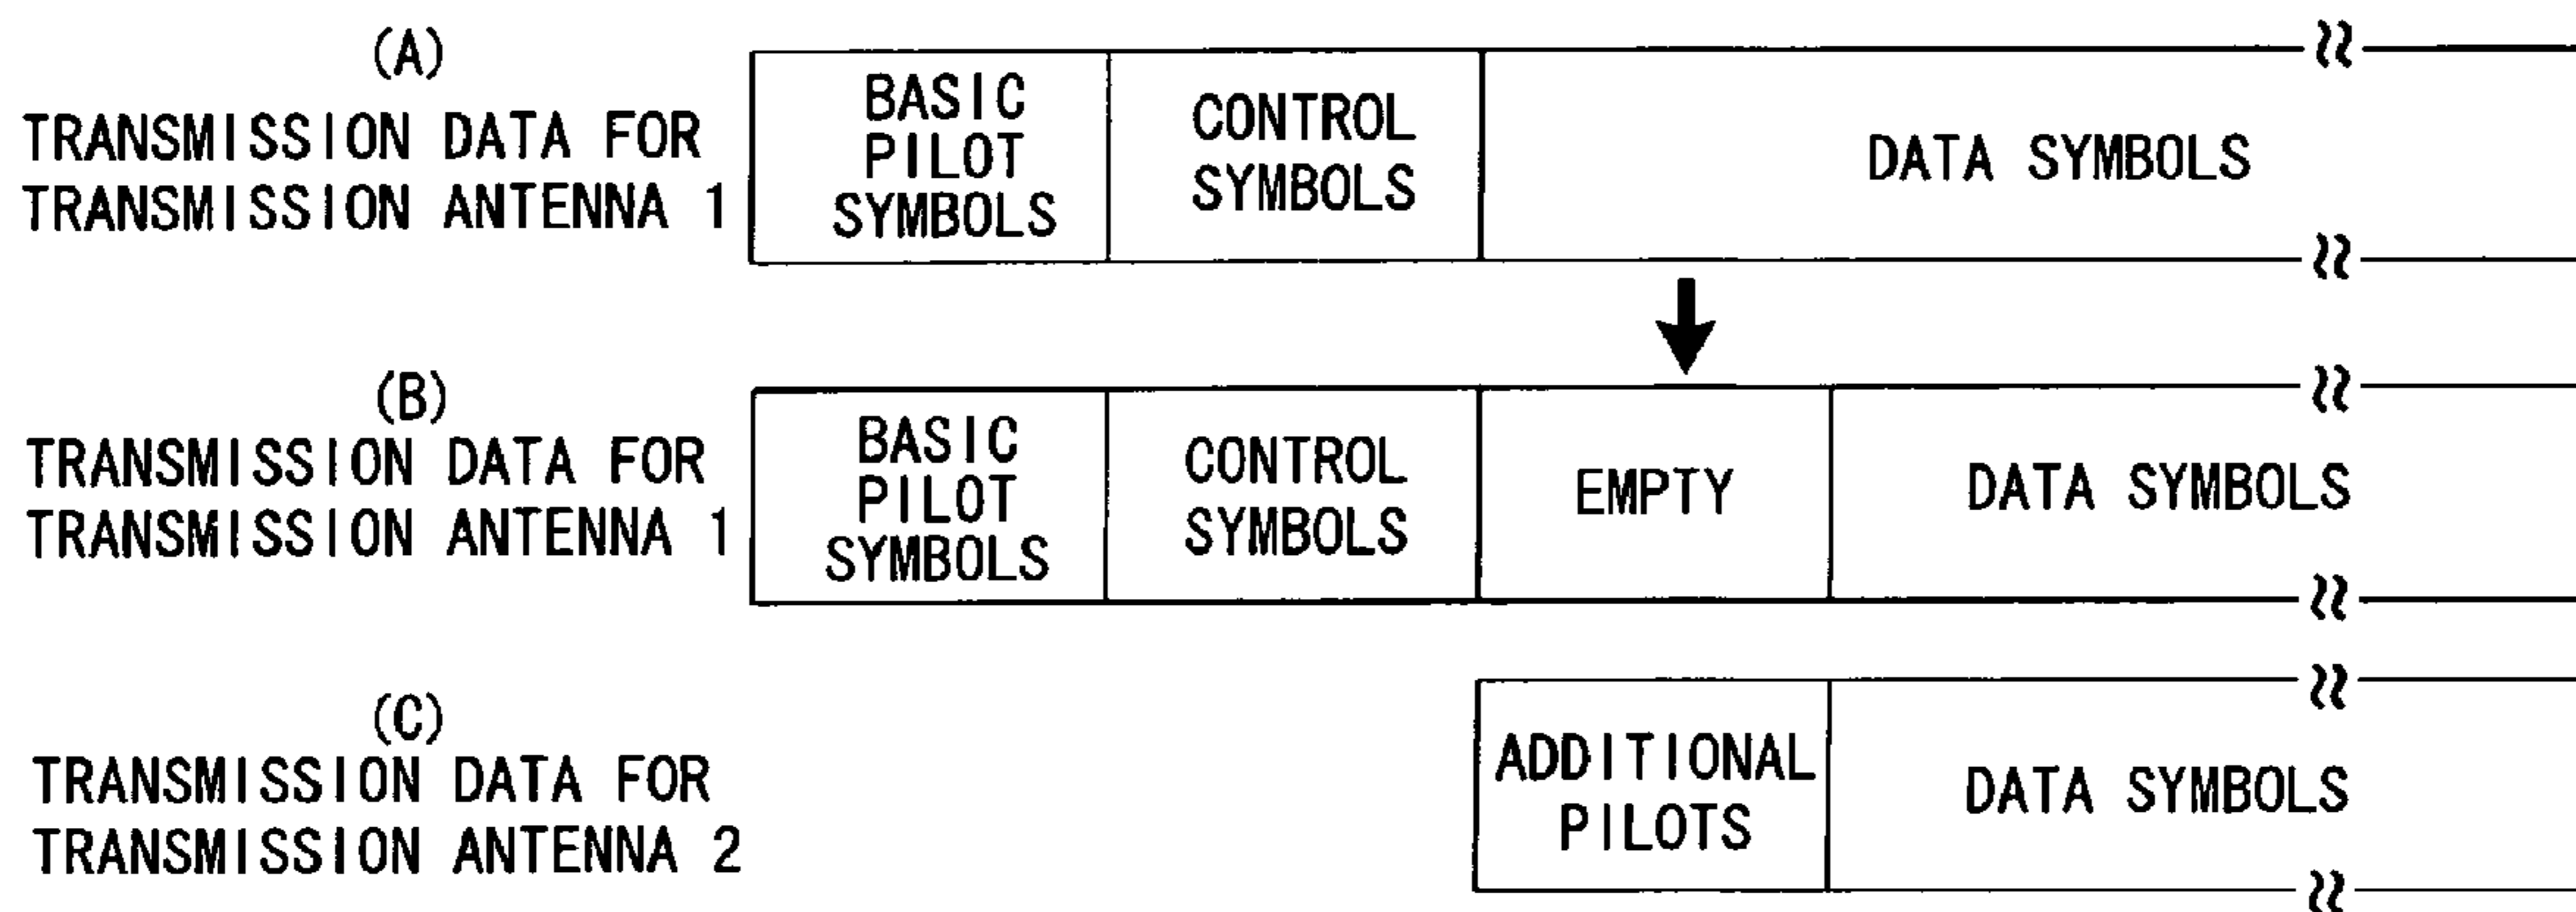 (A)
TRANSMISSION DATA FOR
TRANSMISSION ANTENNA 1
BASIC
PILOT
SYMBOLS
CONTROL
SYMBOLS
DATA SYMBOLS
(B)
TRANSMISSION DATA FOR
TRANSMISSION ANTENNA 1
BASIC
PILOT
SYMBOLS
CONTROL
SYMBOLS
EMPTY
DATA SYMBOLS
(C)
TRANSMISSION DATA FOR
TRANSMISSION ANTENNA 2
ADDITIONAL
PILOTS
DATA SYMBOLS